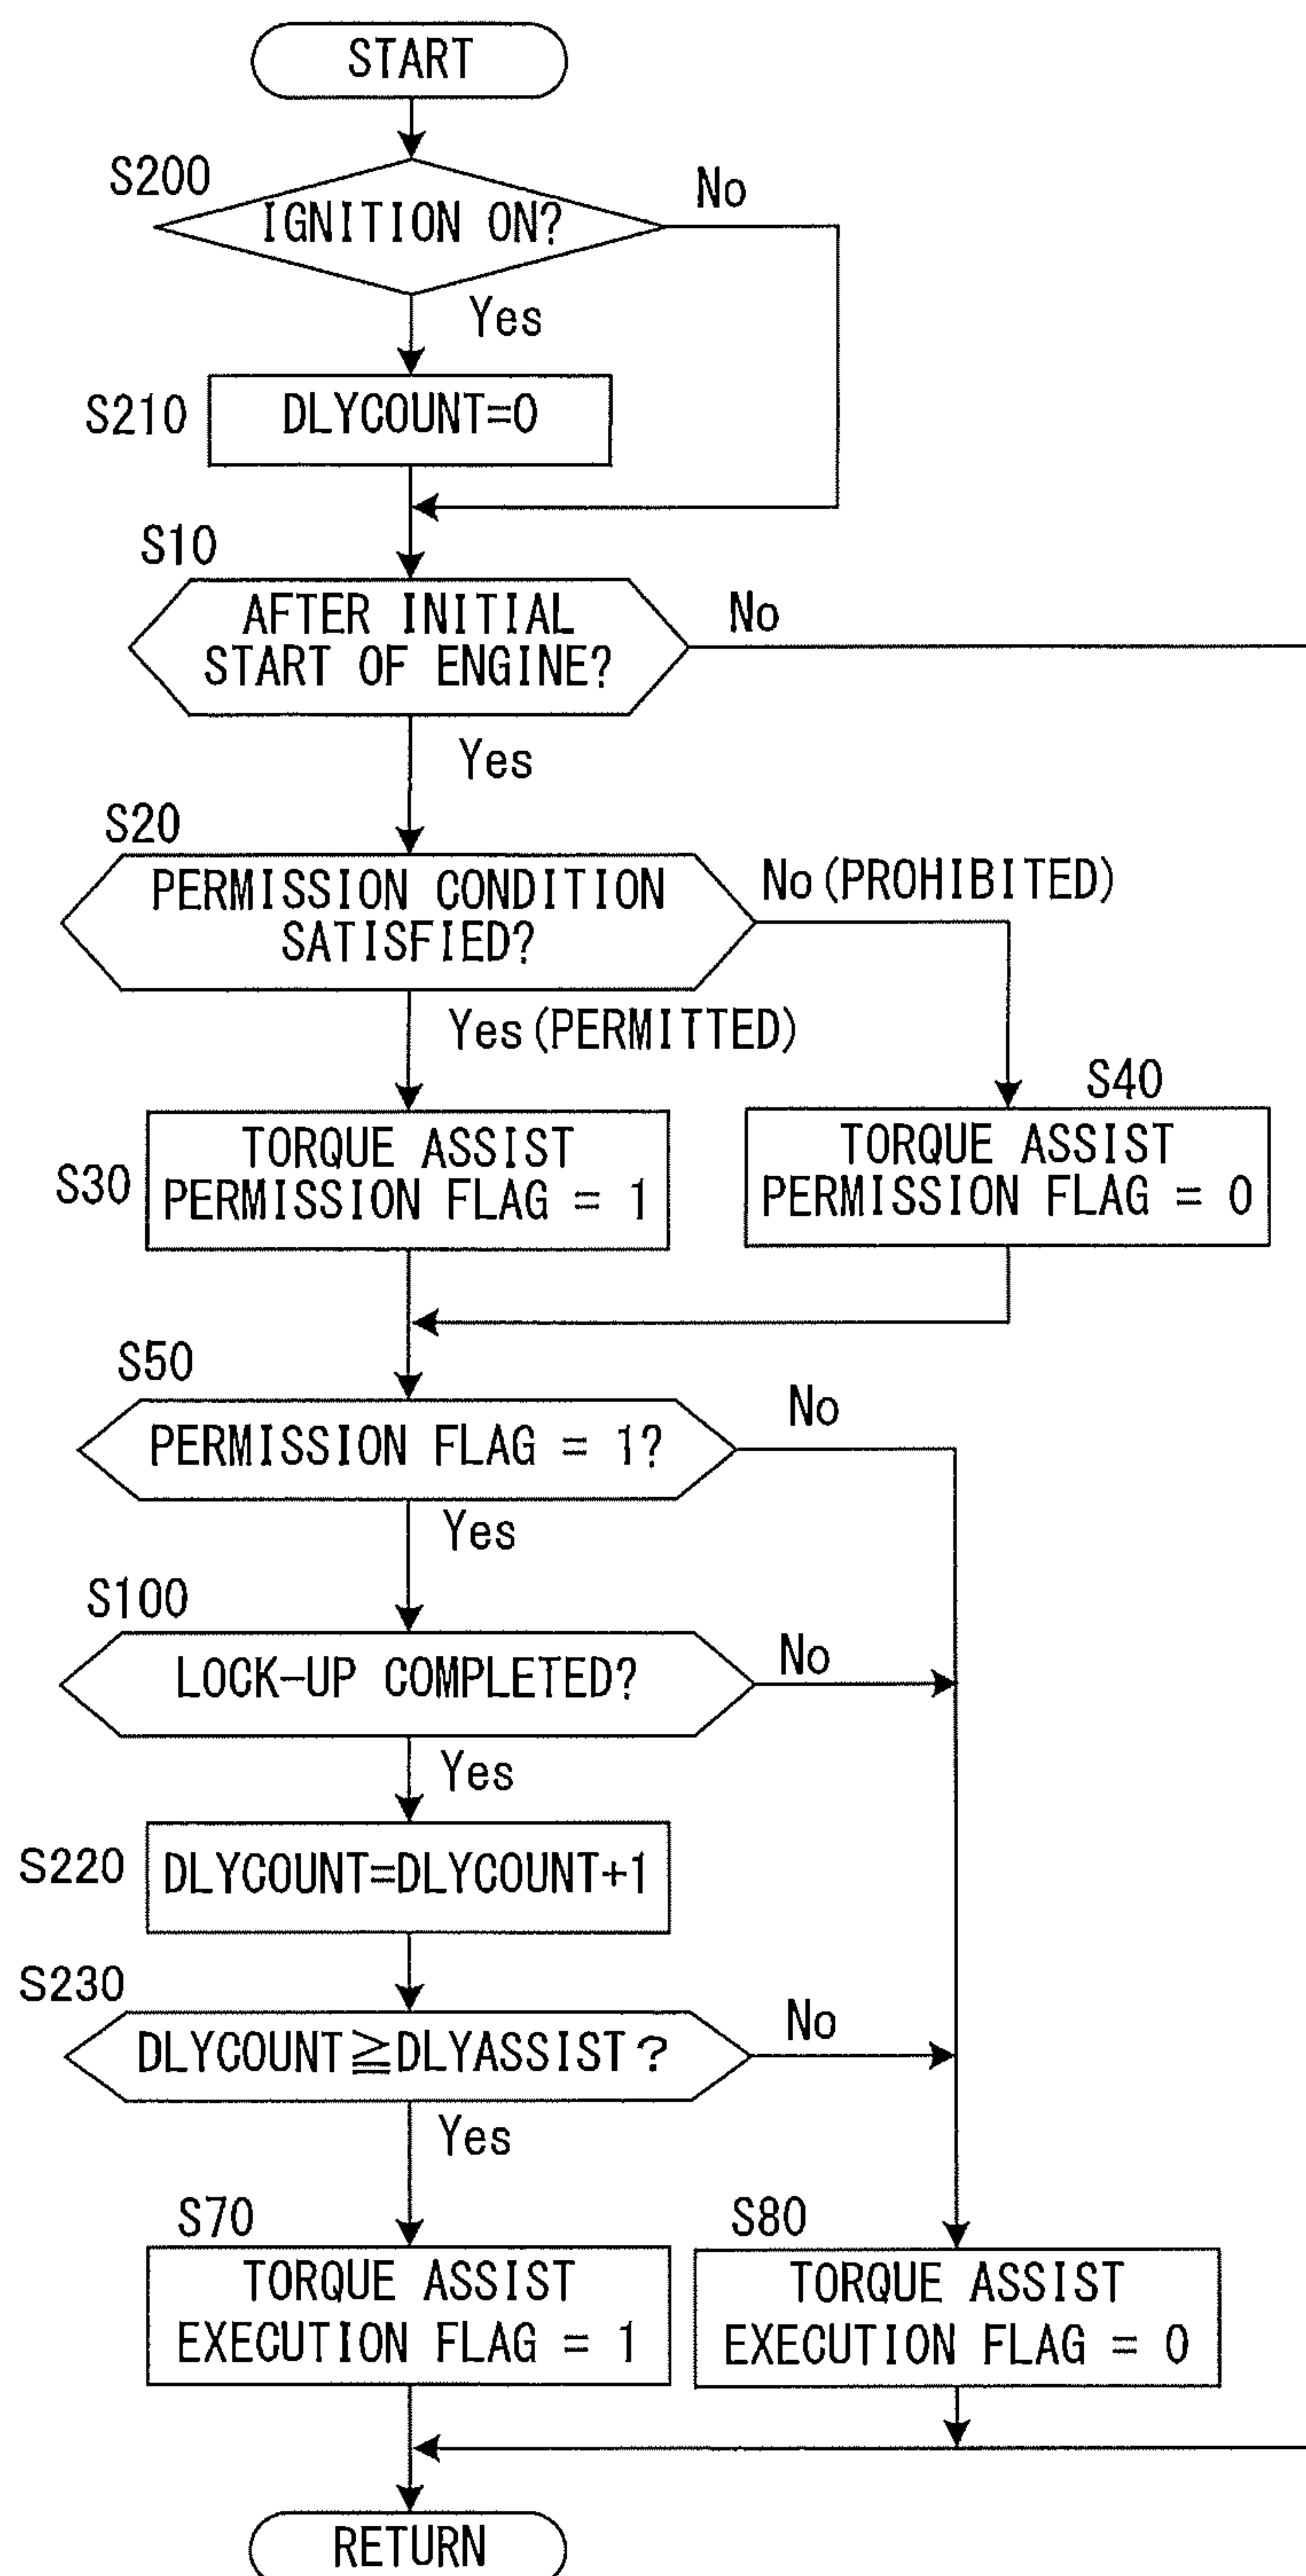 START
S200
IGNITION ON?
No
Yes
S210
DLYCOUNT=0
S10
AFTER INITIAL
START OF ENGINE?
No
Yes
S20
PERMISSION CONDITION
SATISFIED?
No(PROHIBITED)
Yes(PERMITTED)
S30
TORQUE ASSIST
PERMISSION FLAG = 1
S40
TORQUE ASSIST
PERMISSION FLAG = 0
S50
PERMISSION FLAG = 1?
No
Yes
S100
LOCK-UP COMPLETED?
No
Yes
S220
DLYCOUNT=DLYCOUNT+1
S230
DLYCOUNT≧DLYASSIST?
No
Yes
S70
TORQUE ASSIST
EXECUTION FLAG = 1
S80
TORQUE ASSIST
EXECUTION FLAG = 0
RETURN